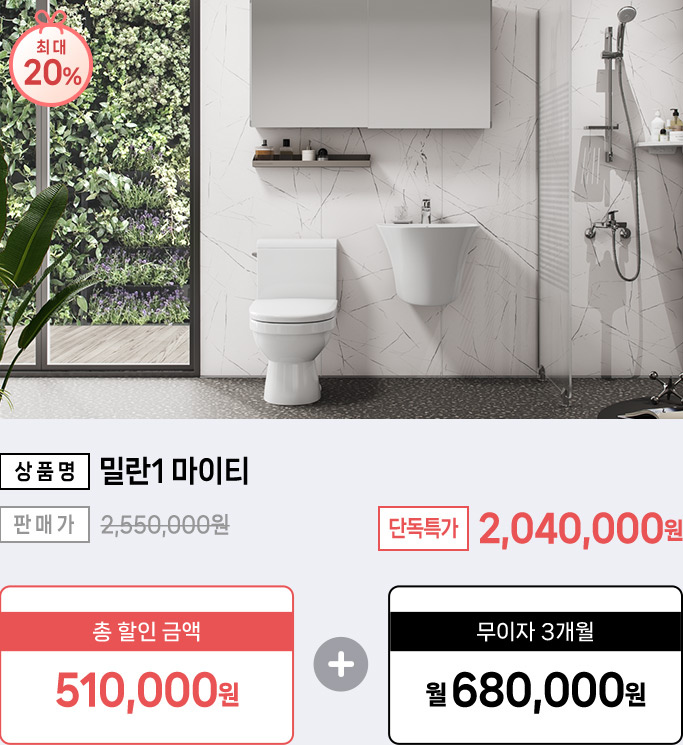 최대
20%
상품명 밀란1 마이티
판매가 2,550,000원
단독특가 2,040,000원
총 할인 금액
510,000원
+
무이자 3개월
월 680,000원